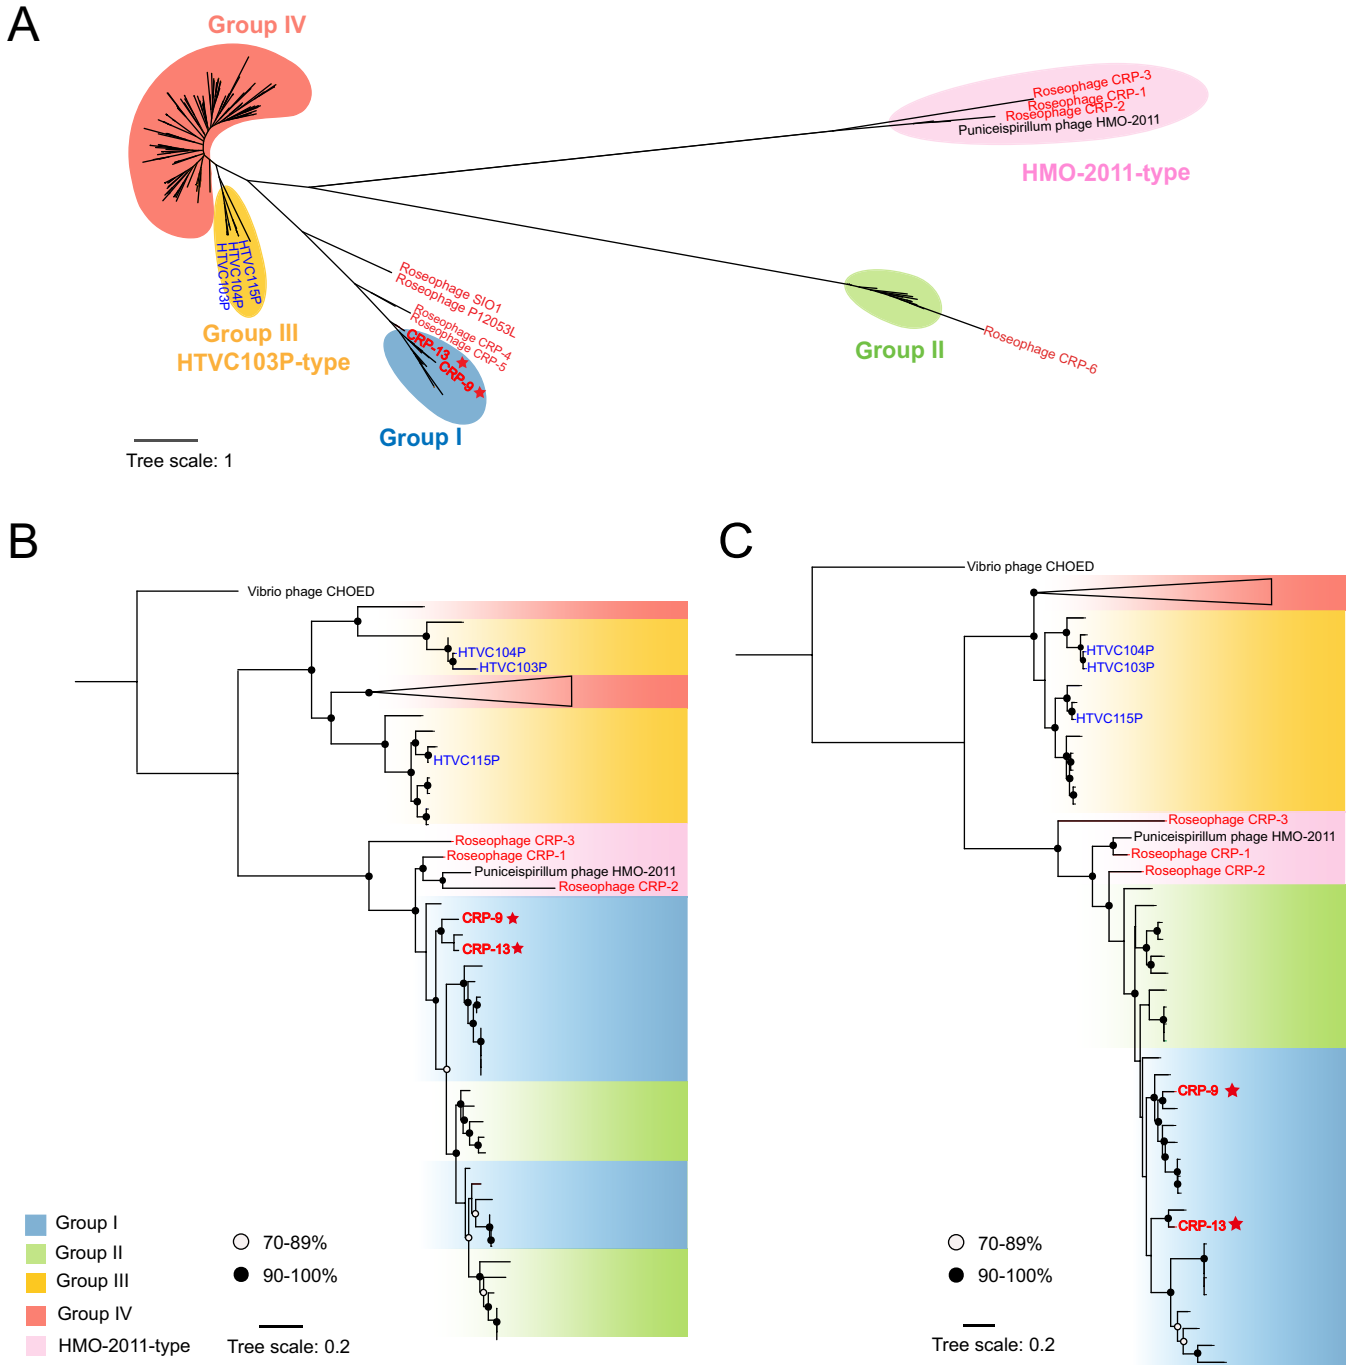 A
Group IV
Roseophage CRP-3
Roseophage CRP-1
Roseophage CRP-2
Puniceispirillum phage HMO-2011
HMO-2011-type
HTVC115P
HTVC104P
HTVC103P
Group III
HTVC103P-type
Roseophage SIO1
Roseophage P12053L
Roseophage CRP-4
Roseophage CRP-5
CRP-13
CRP-9
Group I
Group II
Roseophage CRP-6
Tree scale: 1
B
Vibrio phage CHOED
HTVC104P
HTVC103P
HTVC115P
Roseophage CRP-3
Roseophage CRP-1
Puniceispirillum phage HMO-2011
Roseophage CRP-2
CRP-9
CRP-13
Group I
Group II
Group III
Group IV
HMO-2011-type
70-89%
90-100%
Tree scale: 0.2
C
Vibrio phage CHOED
HTVC104P
HTVC103P
HTVC115P
Roseophage CRP-3
Puniceispirillum phage HMO-2011
Roseophage CRP-1
Roseophage CRP-2
CRP-9
CRP-13
70-89%
90-100%
Tree scale: 0.2